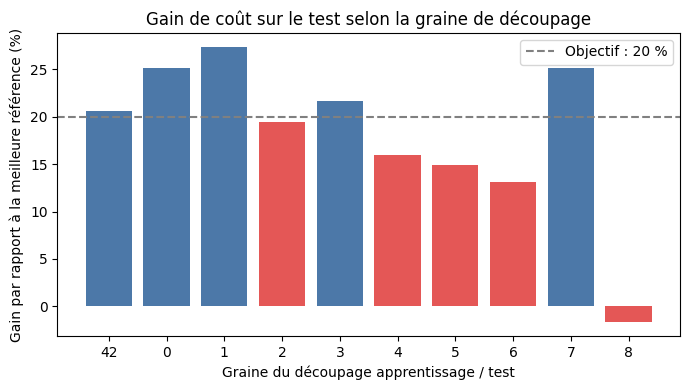 Gain de coût sur le test selon la graine de découpage
Gain par rapport à la meilleure référence (%)
25
20
15
10
5
0
Objectif : 20 %
42 0 1 2 3 4 5 6 7 8
Graine du découpage apprentissage / test